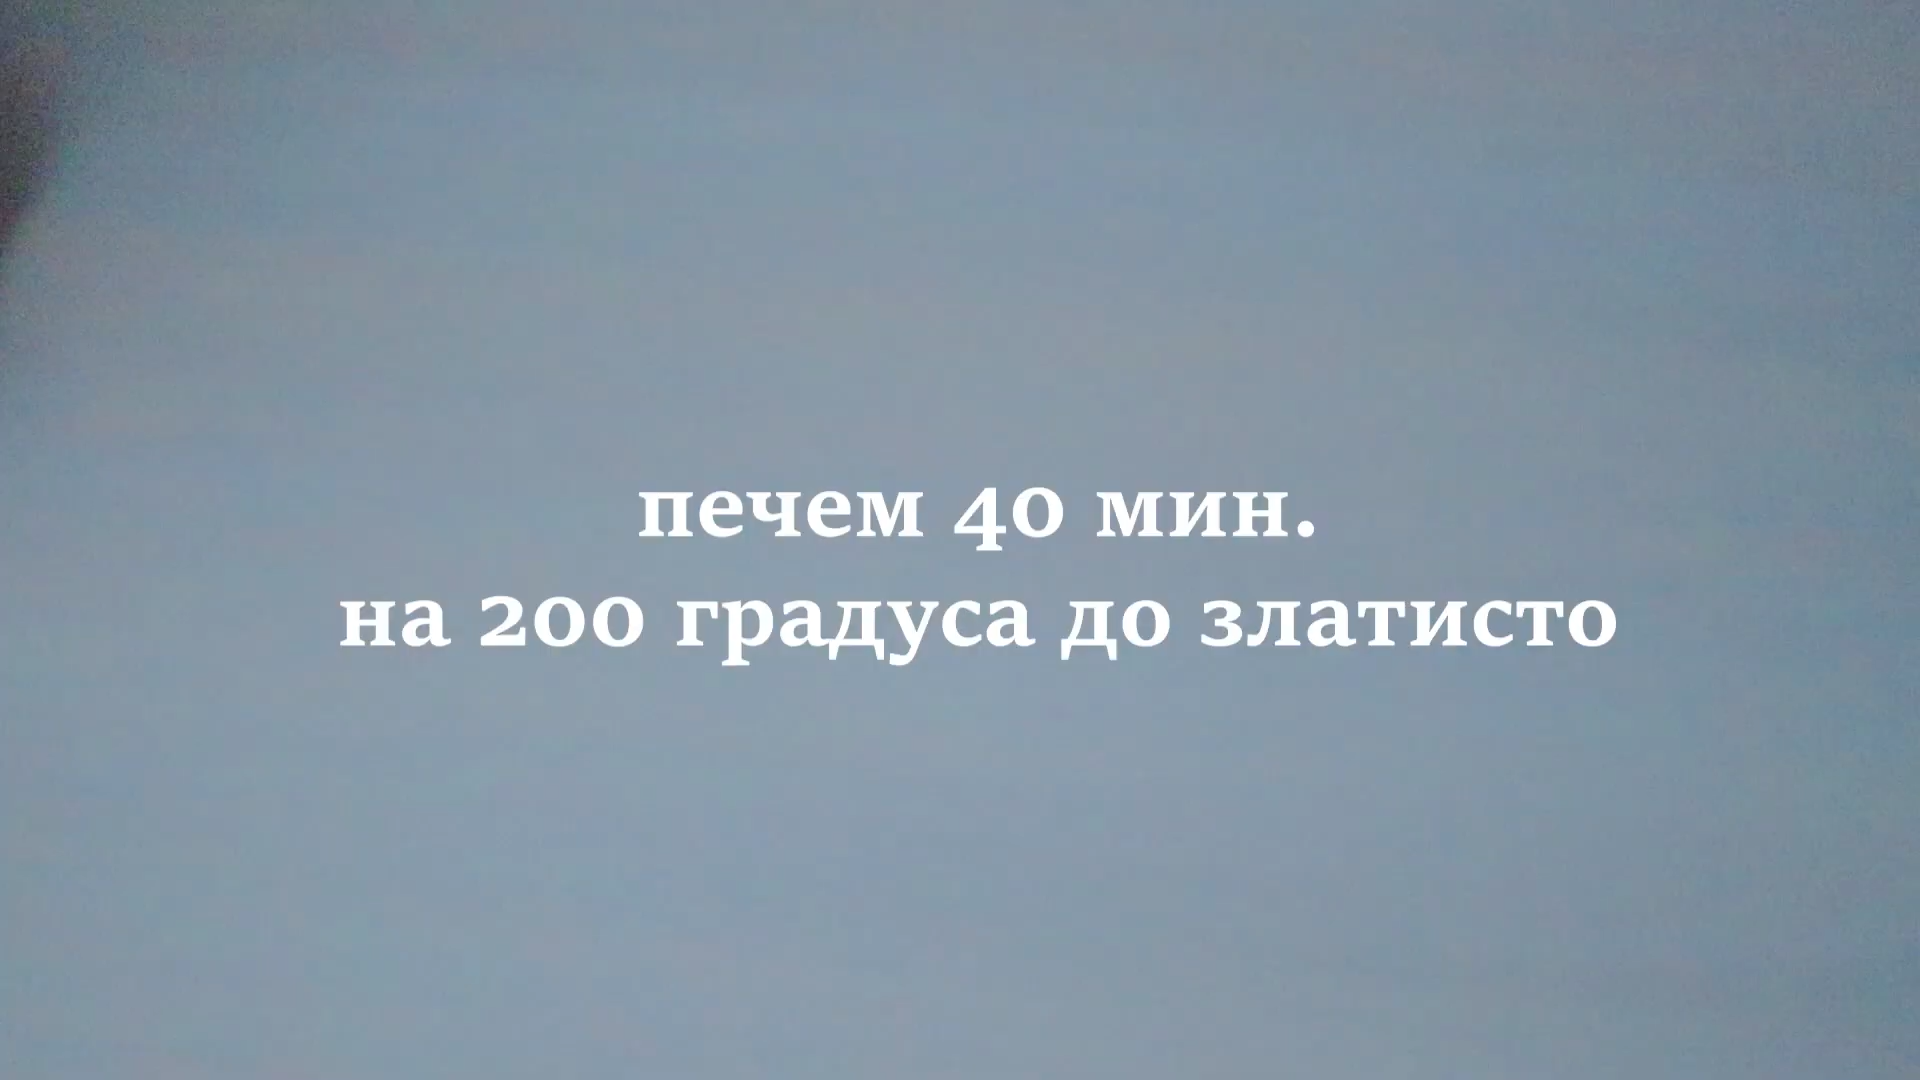 печем 40 мин.
на 200 градуса до златисто